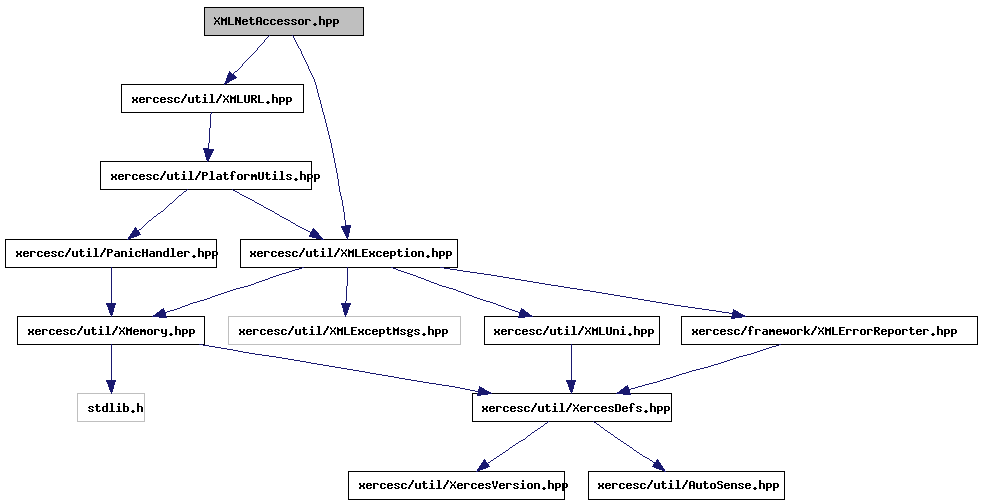 XMLNetAccessor.hpp
xercesc/util/XMLURL.hpp
xercesc/util/PlatformUtils.hpp
xercesc/util/PanicHandler.hpp
xercesc/util/XMLException.hpp
xercesc/util/XMemory.hpp
xercesc/util/XMLExceptMsgs.hpp
xercesc/util/XMLUni.hpp
xercesc/framework/XMLErrorReporter.hpp
stdlib.h
xercesc/util/XercesDefs.hpp
xercesc/util/XercesVersion.hpp
xercesc/util/AutoSense.hpp